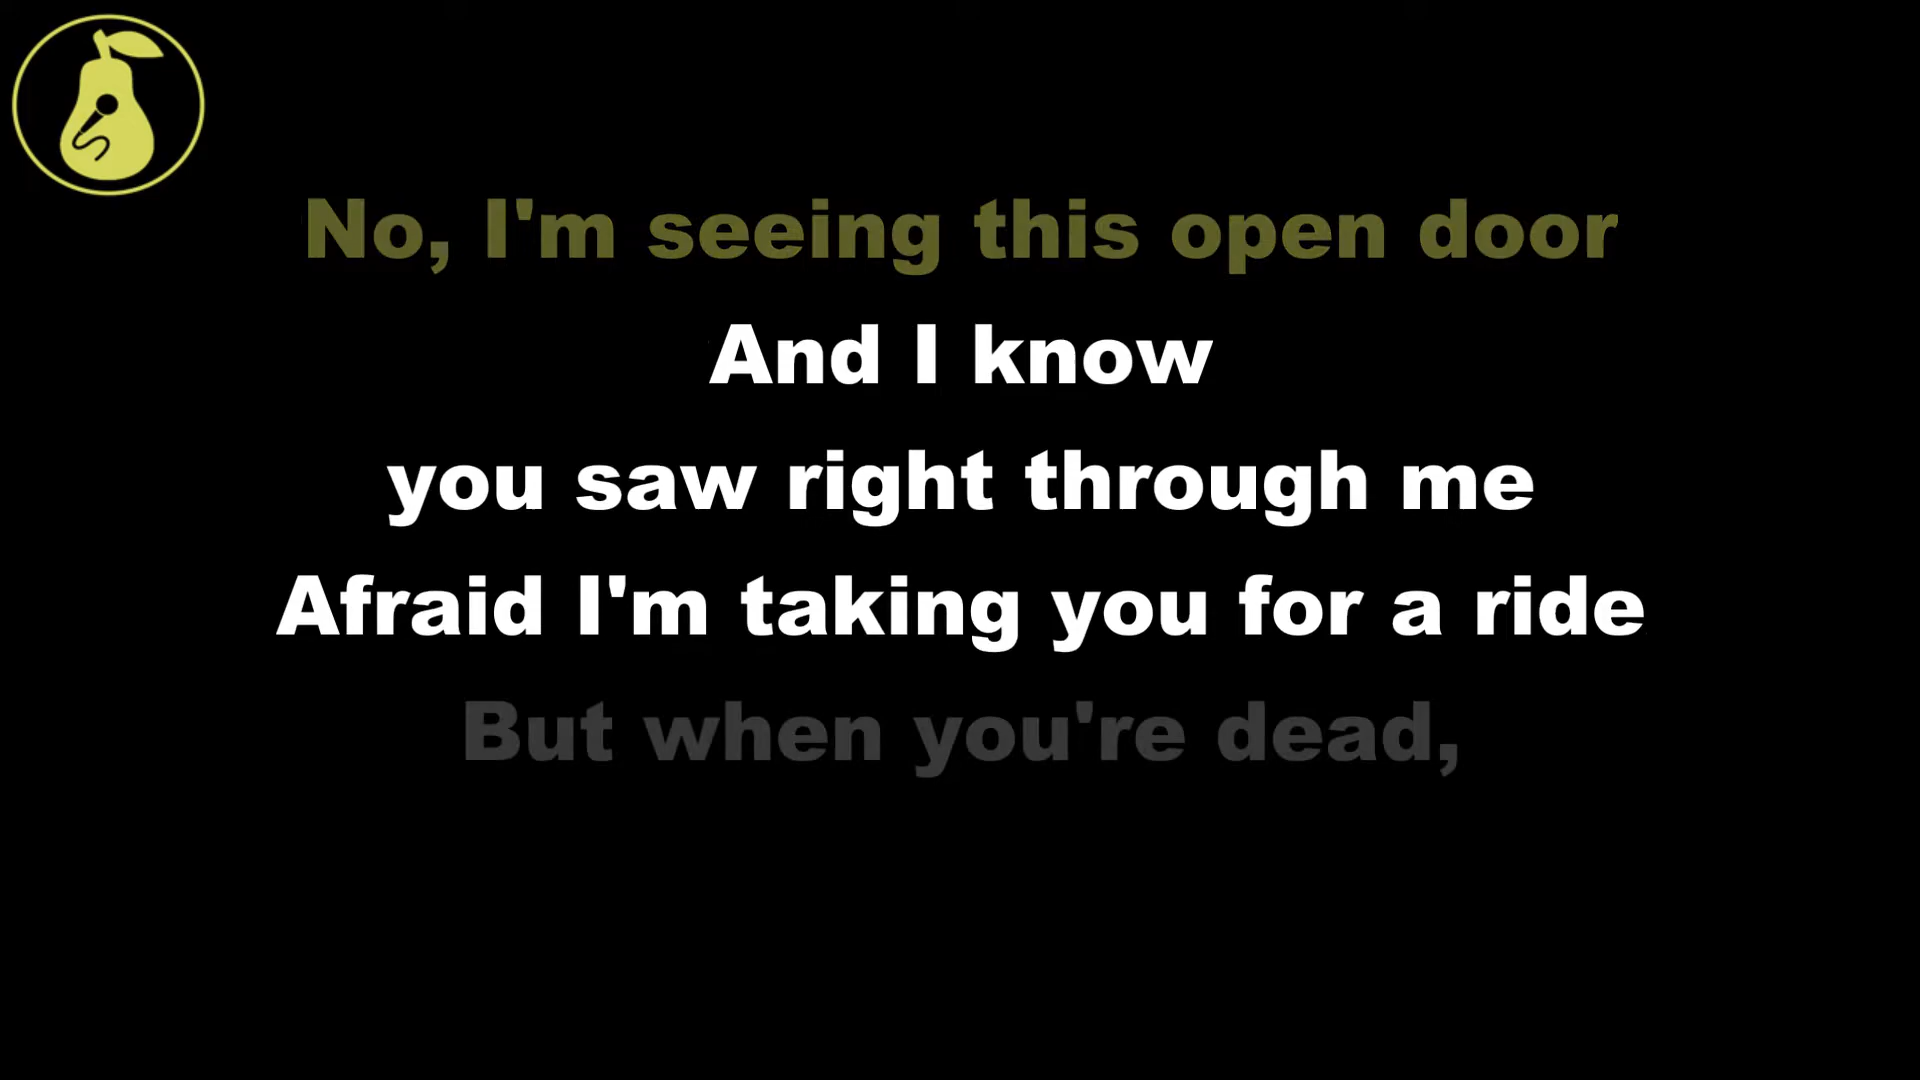 No, I'm seeing this open door
And I know
you saw right through me
Afraid I'm taking you for a ride
But when you're dead,